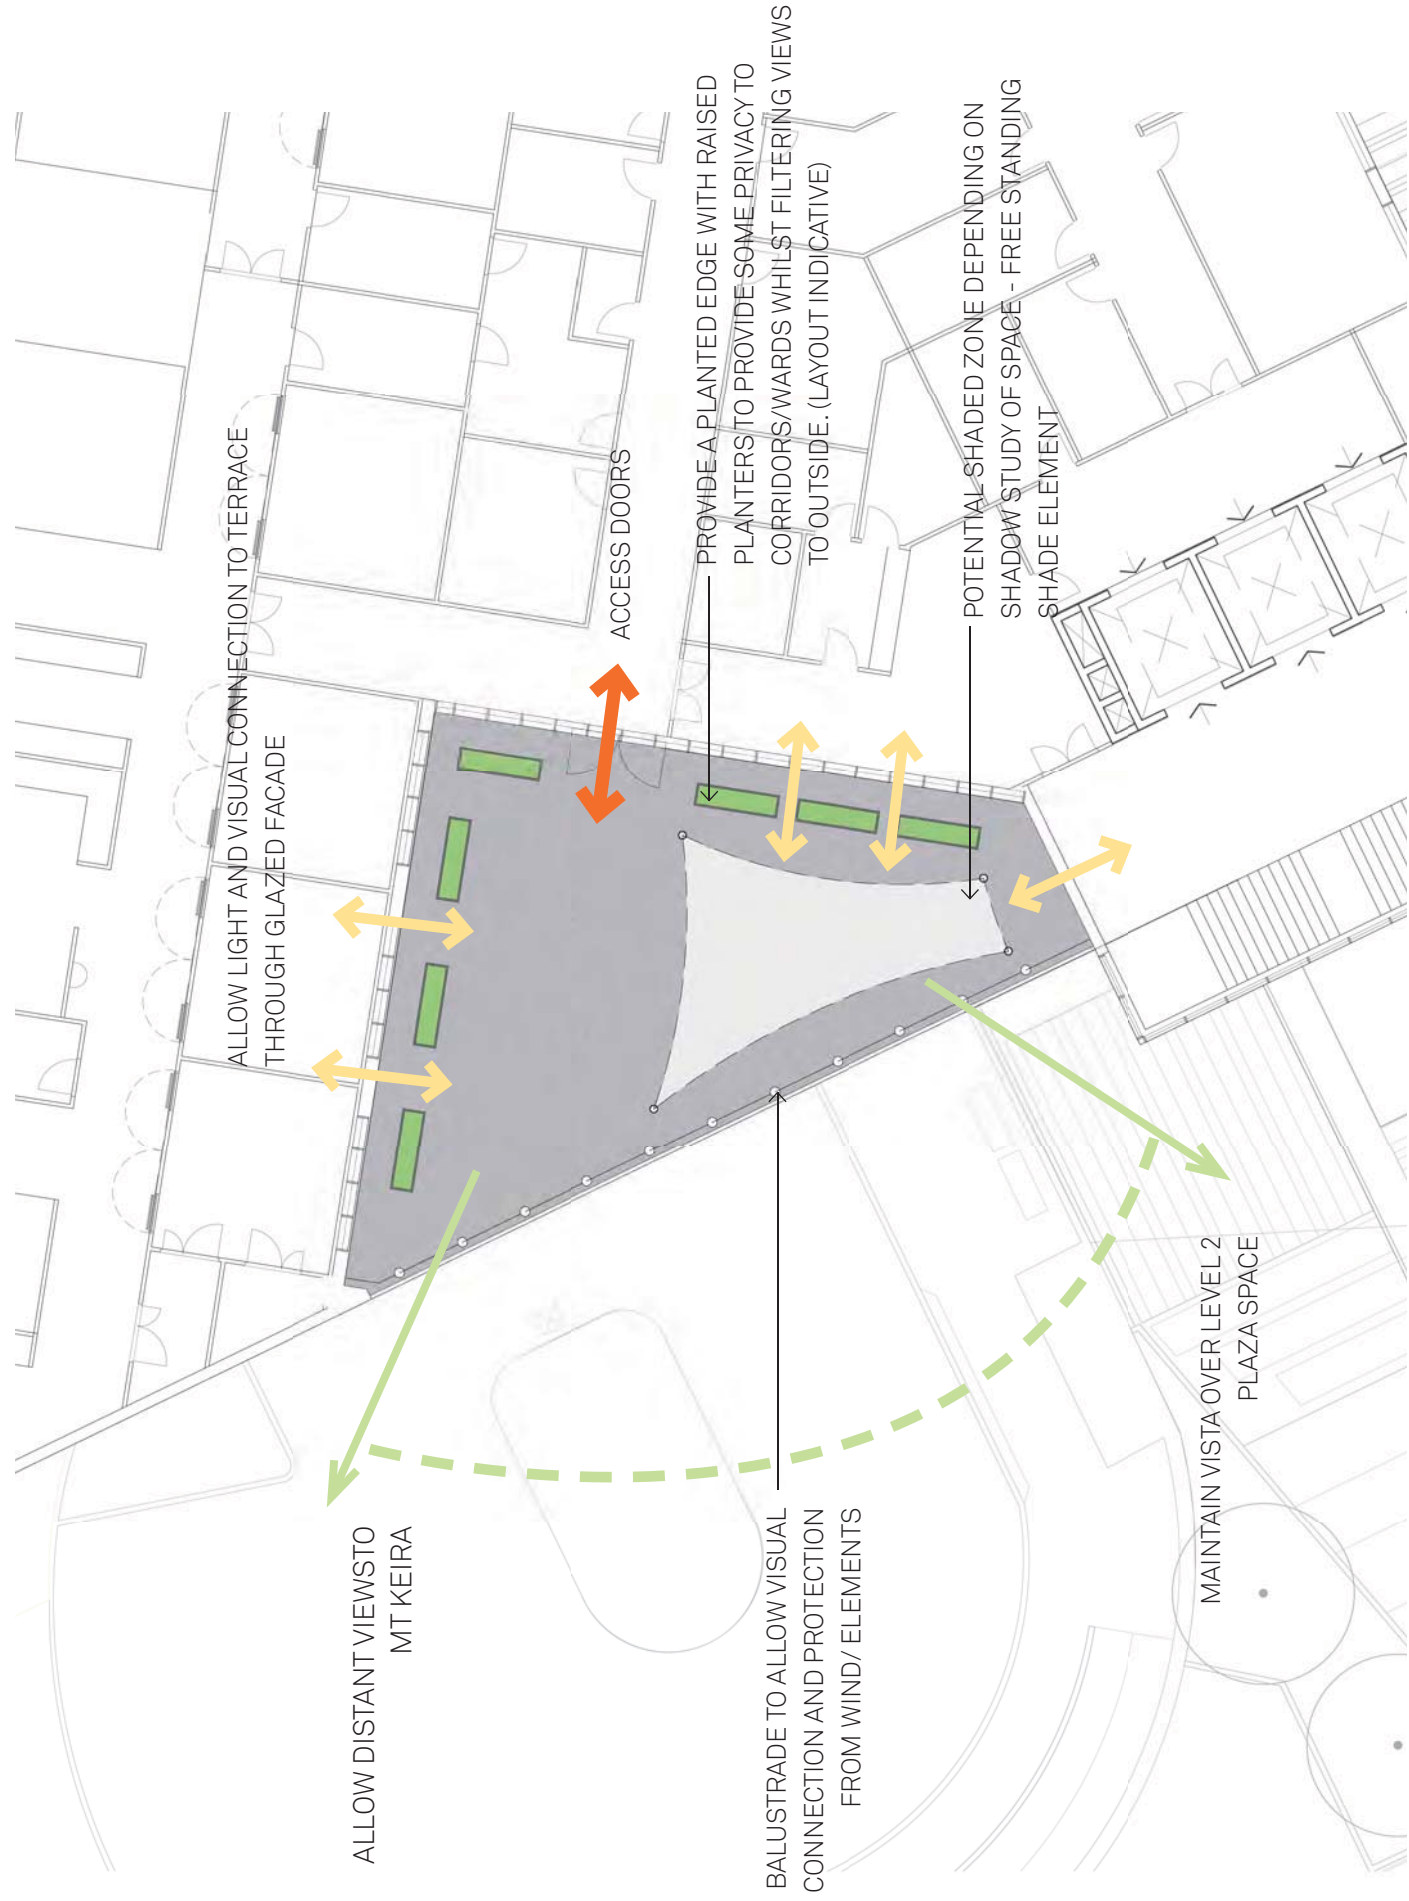 ALLOW LIGHT AND VISUAL CONNECTION TO TERRACE
THROUGH GLAZED FACADE
ACCESS DOORS
PROVIDE A PLANTED EDGE WITH RAISED
PLANTERS TO PROVIDE SOME PRIVACY TO
CORRIDORS/WARDS WHILST FILTERING VIEWS
TO OUTSIDE. (LAYOUT INDICATIVE)
POTENTIAL SHADED ZONE DEPENDING ON
SHADOW STUDY OF SPACE - FREE STANDING
SHADE ELEMENT
ALLOW DISTANT VIEWSTO
MT KEIRA
BALUSTRADE TO ALLOW VISUAL
CONNECTION AND PROTECTION
FROM WIND/ ELEMENTS
MAINTAIN VISTA OVER LEVEL 2
PLAZA SPACE